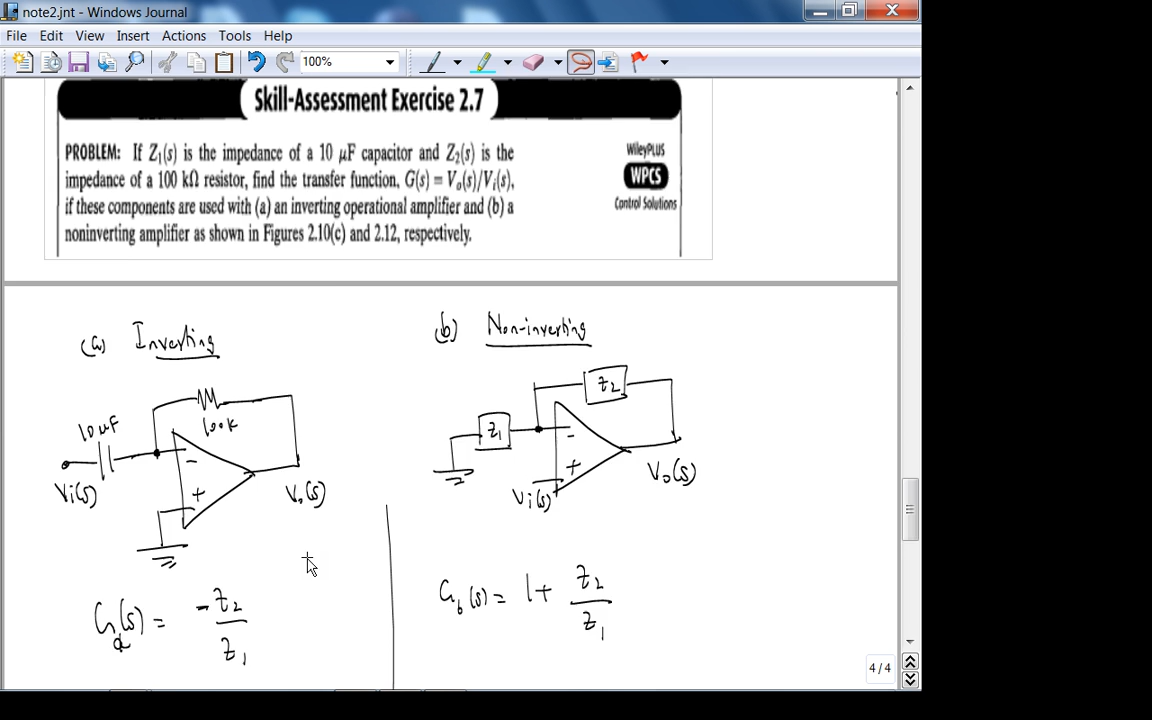 note2.jnt - Windows Journal
File Edit View Insert Actions Tools Help
100%
Skill-Assessment Exercise 2.7
PROBLEM: If Z₁(s) is the impedance of a 10 μF capacitor and Z₂(s) is the
impedance of a 100 kΩ resistor, find the transfer function, G(s) = Vₒ(s)/Vᵢ(s),
if these components are used with (a) an inverting operational amplifier and (b) a
noninverting amplifier as shown in Figures 2.10(c) and 2.12, respectively.
WileyPLUS
WPCS
Control Solutions
(a) Inverting
10 μF
100K
-
+
Vi(s)
Vo(s)
Ga(s) = -Z2/Z1
(b) Non-inverting
Z2
Z1
-
+
Vi(s)
Vo(s)
Gb(s) = 1 + Z2/Z1
4 / 4